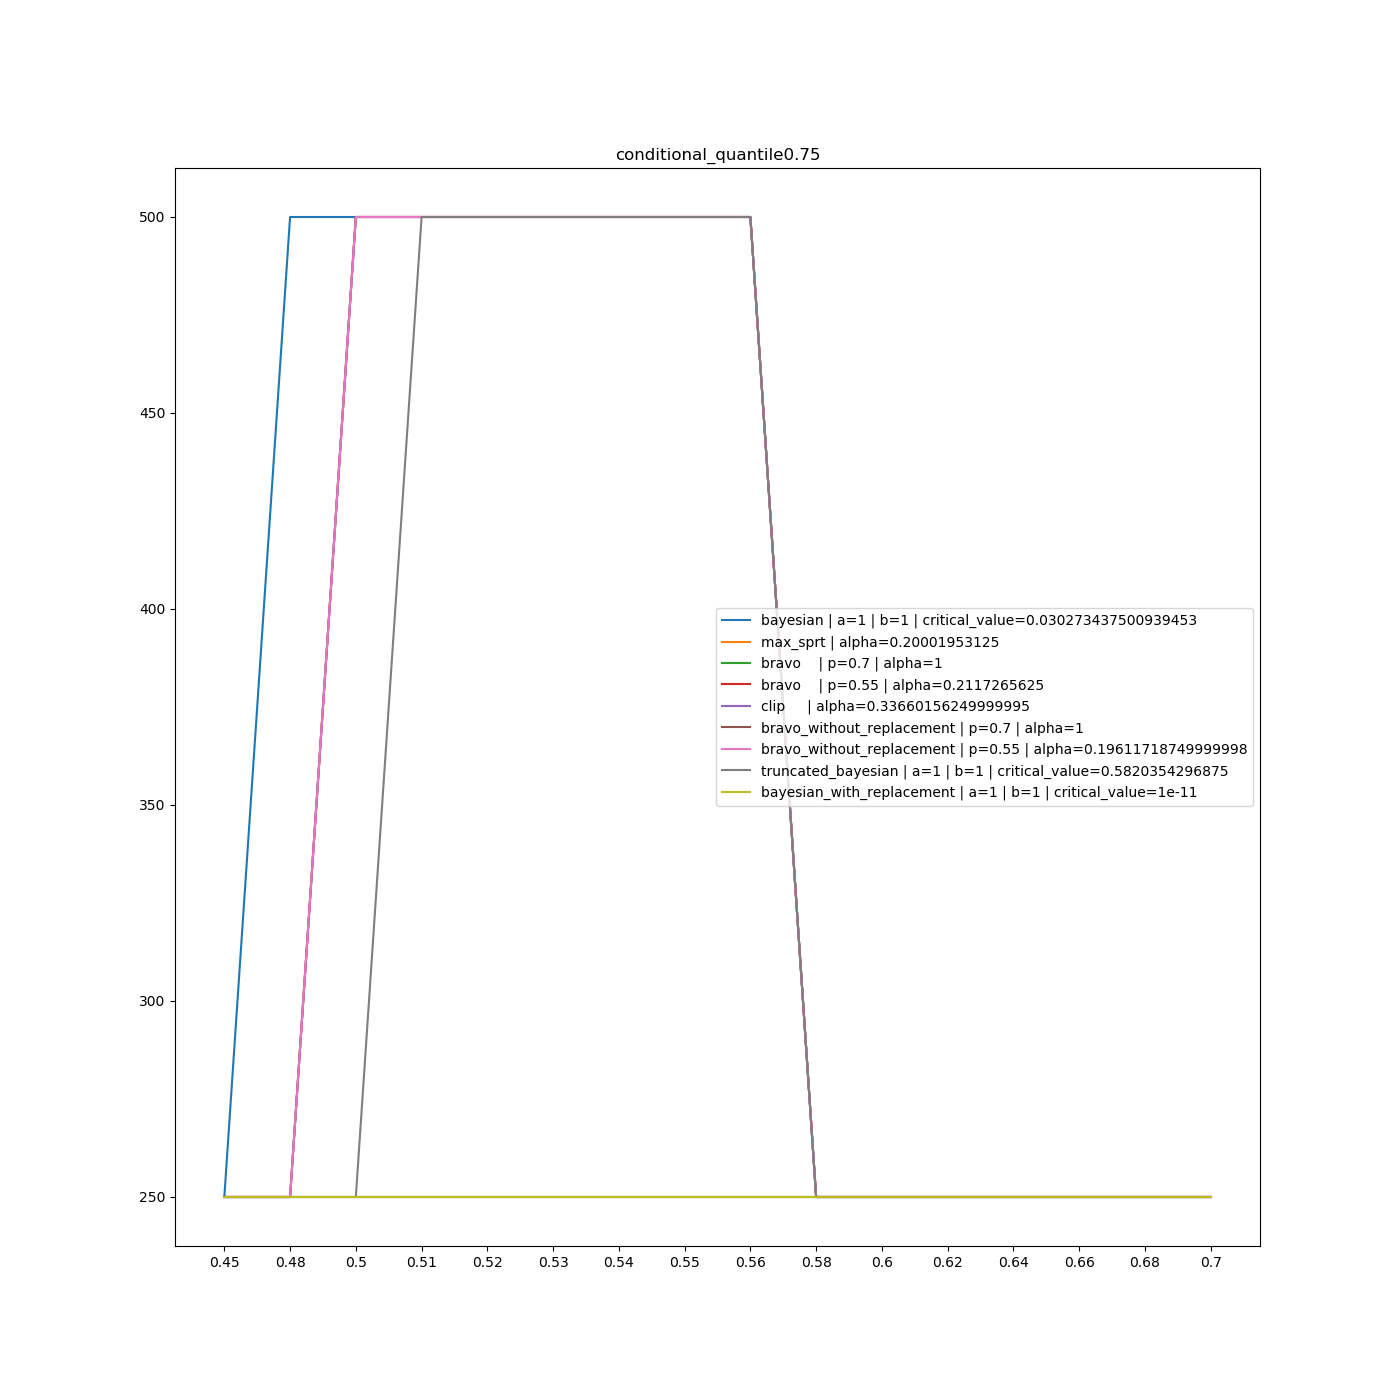 conditional_quantile0.75
500
450
400
350
300
250
bayesian | a=1 | b=1 | critical_value=0.030273437500939453
max_sprt | alpha=0.20001953125
bravo    | p=0.7 | alpha=1
bravo    | p=0.55 | alpha=0.2117265625
clip     | alpha=0.33660156249999995
bravo_without_replacement | p=0.7 | alpha=1
bravo_without_replacement | p=0.55 | alpha=0.19611718749999998
truncated_bayesian | a=1 | b=1 | critical_value=0.5820354296875
bayesian_with_replacement | a=1 | b=1 | critical_value=1e-11
0.45 0.48 0.5 0.51 0.52 0.53 0.54 0.55 0.56 0.58 0.6 0.62 0.64 0.66 0.68 0.7